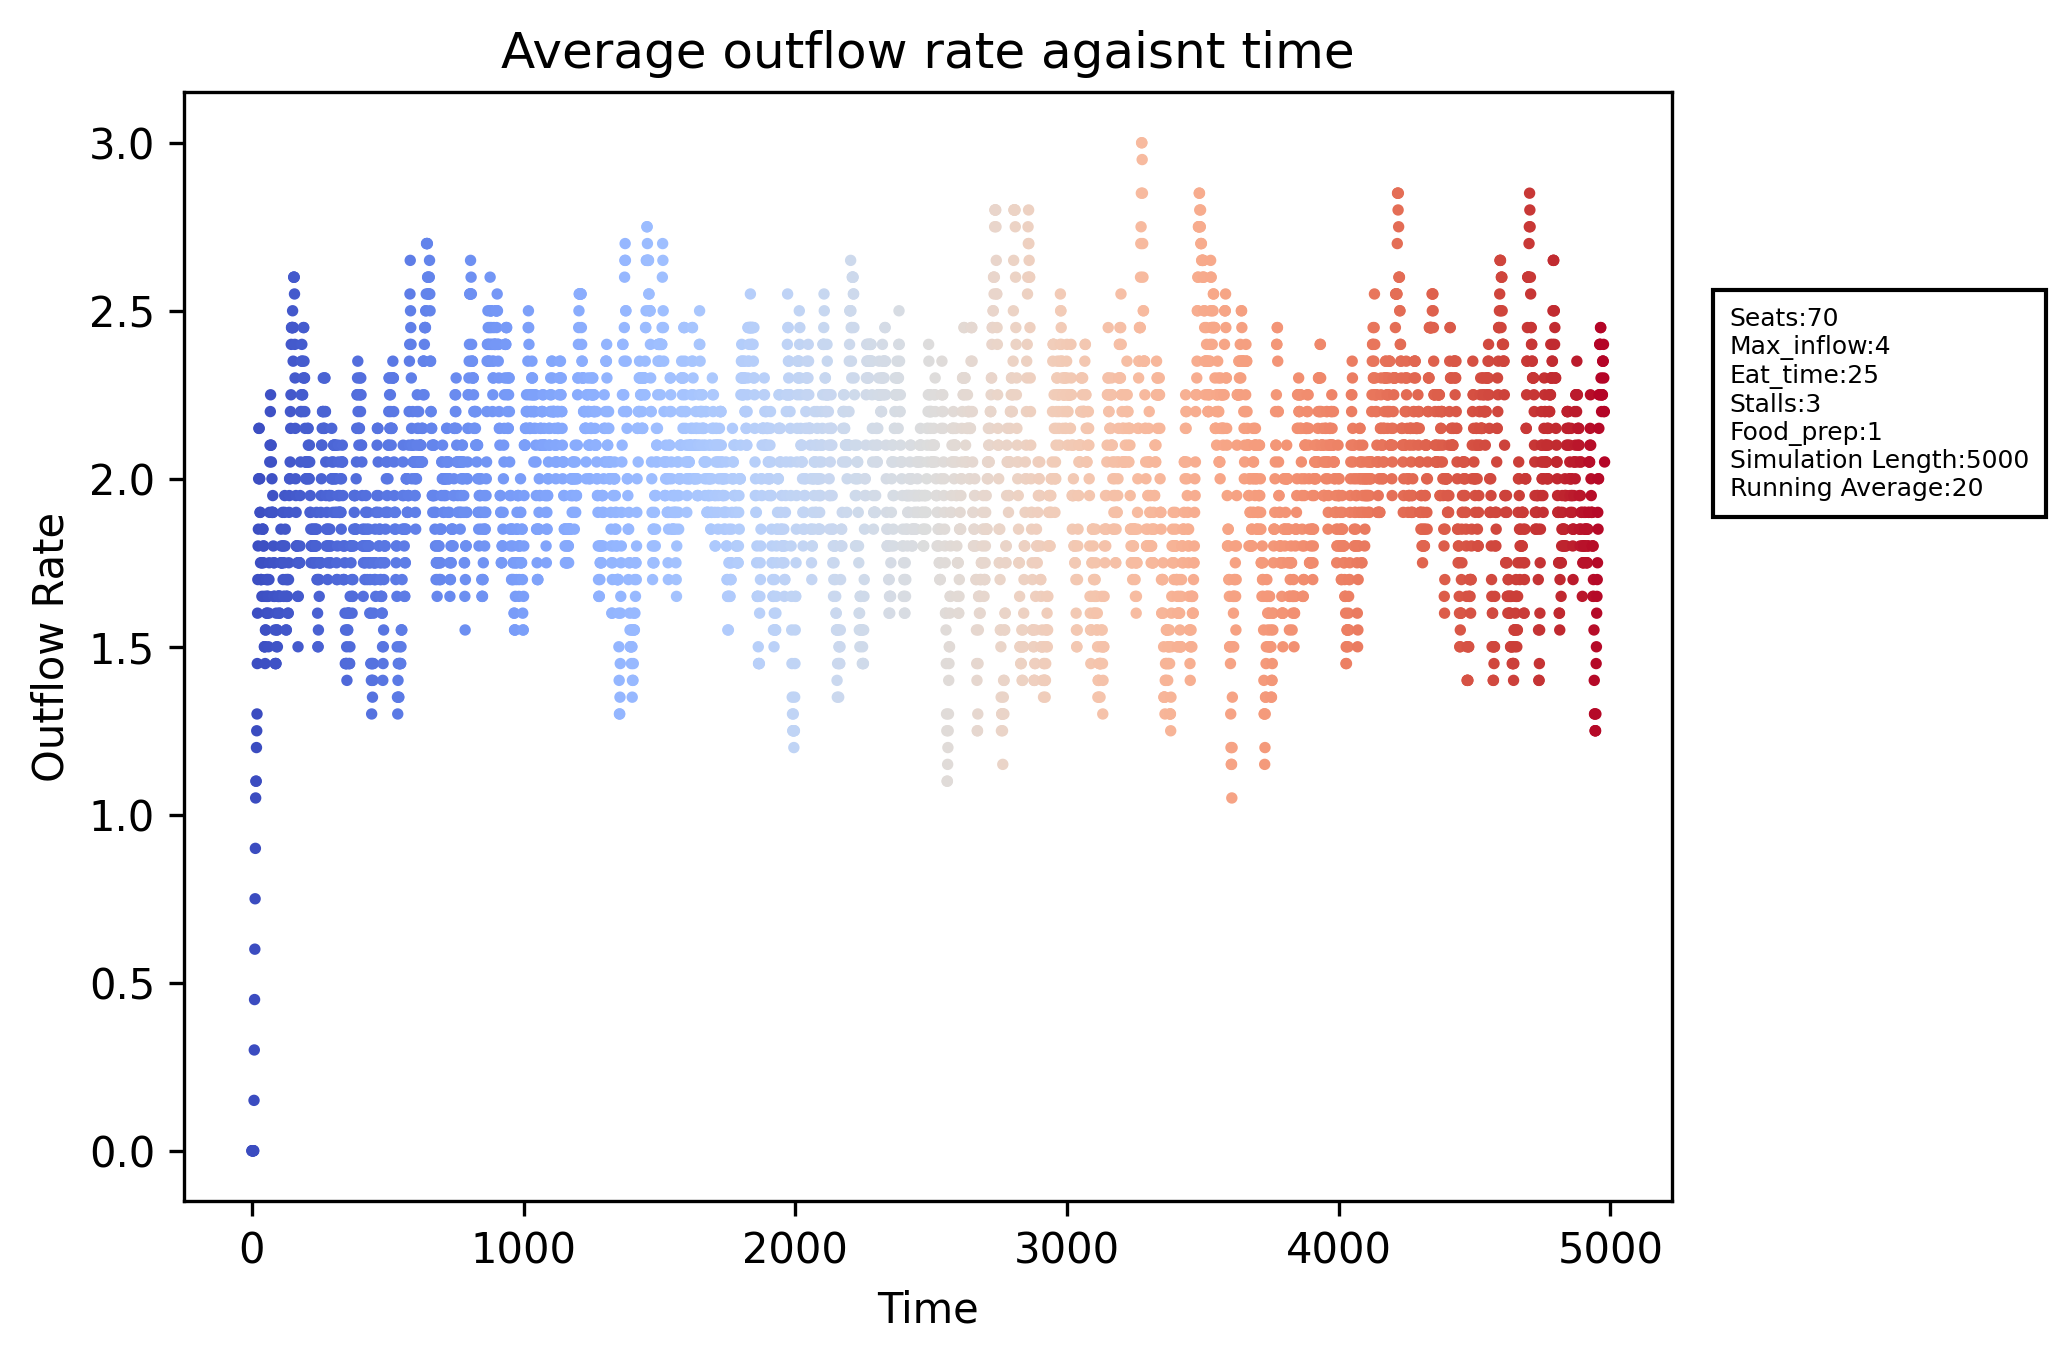 Average outflow rate agaisnt time
Outflow Rate
3.0
2.5
2.0
1.5
1.0
0.5
0.0
0
1000
2000
3000
4000
5000
Time
Seats:70
Max_inflow:4
Eat_time:25
Stalls:3
Food_prep:1
Simulation Length:5000
Running Average:20